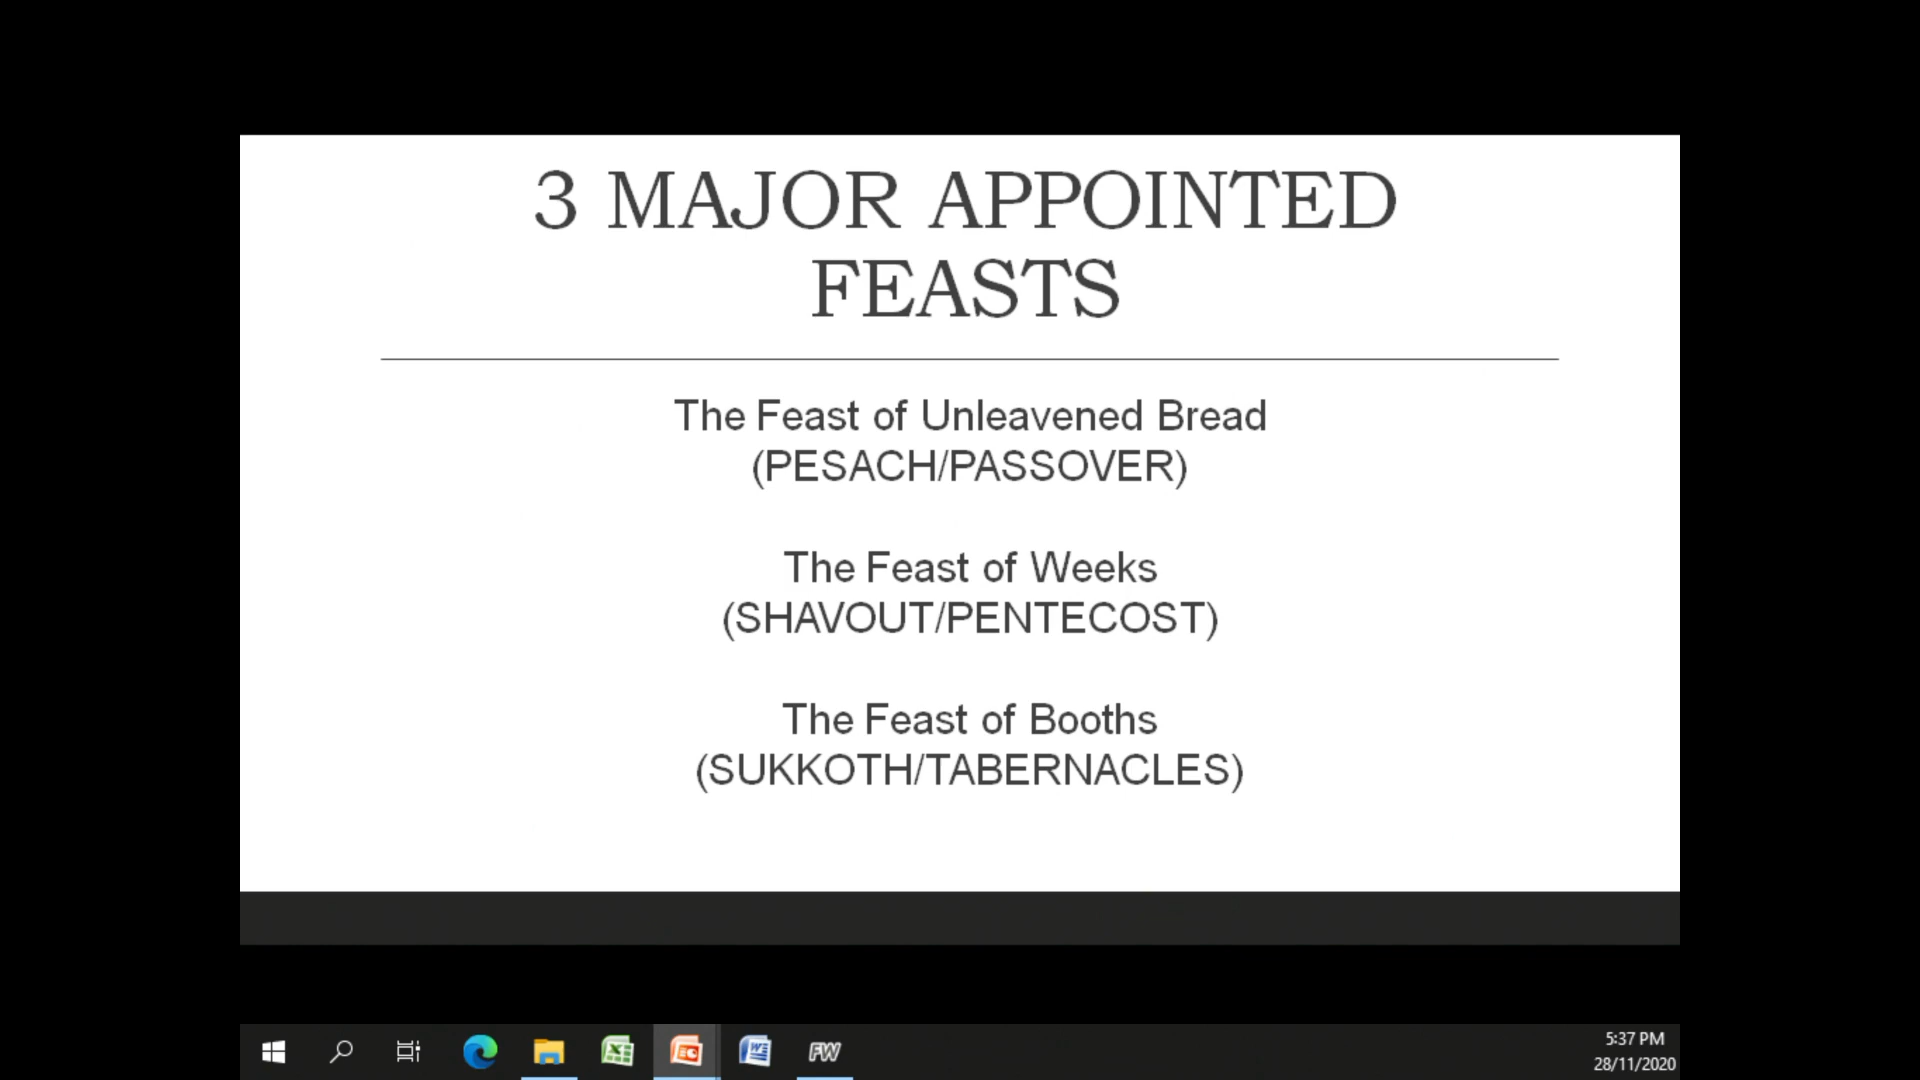 3 MAJOR APPOINTED
FEASTS
The Feast of Unleavened Bread
(PESACH/PASSOVER)
The Feast of Weeks
(SHAVOUT/PENTECOST)
The Feast of Booths
(SUKKOTH/TABERNACLES)
FW
5:37 PM
28/11/2020